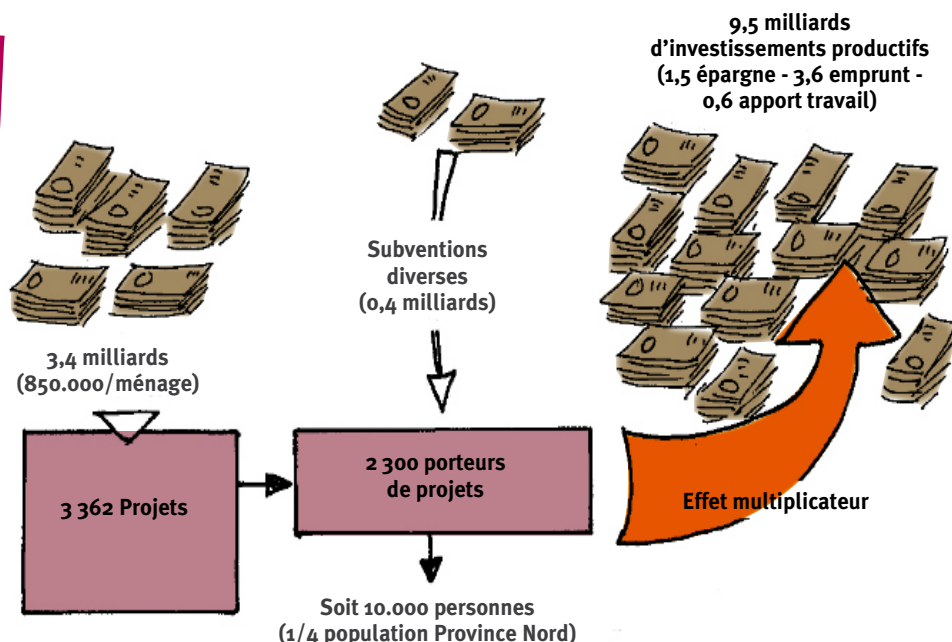 9,5 milliards
d’investissements productifs
(1,5 épargne - 3,6 emprunt -
0,6 apport travail)
Subventions
diverses
(0,4 milliards)
3,4 milliards
(850.000/ménage)
3 362 Projets
2 300 porteurs
de projets
Effet multiplicateur
Soit 10.000 personnes
(1/4 population Province Nord)